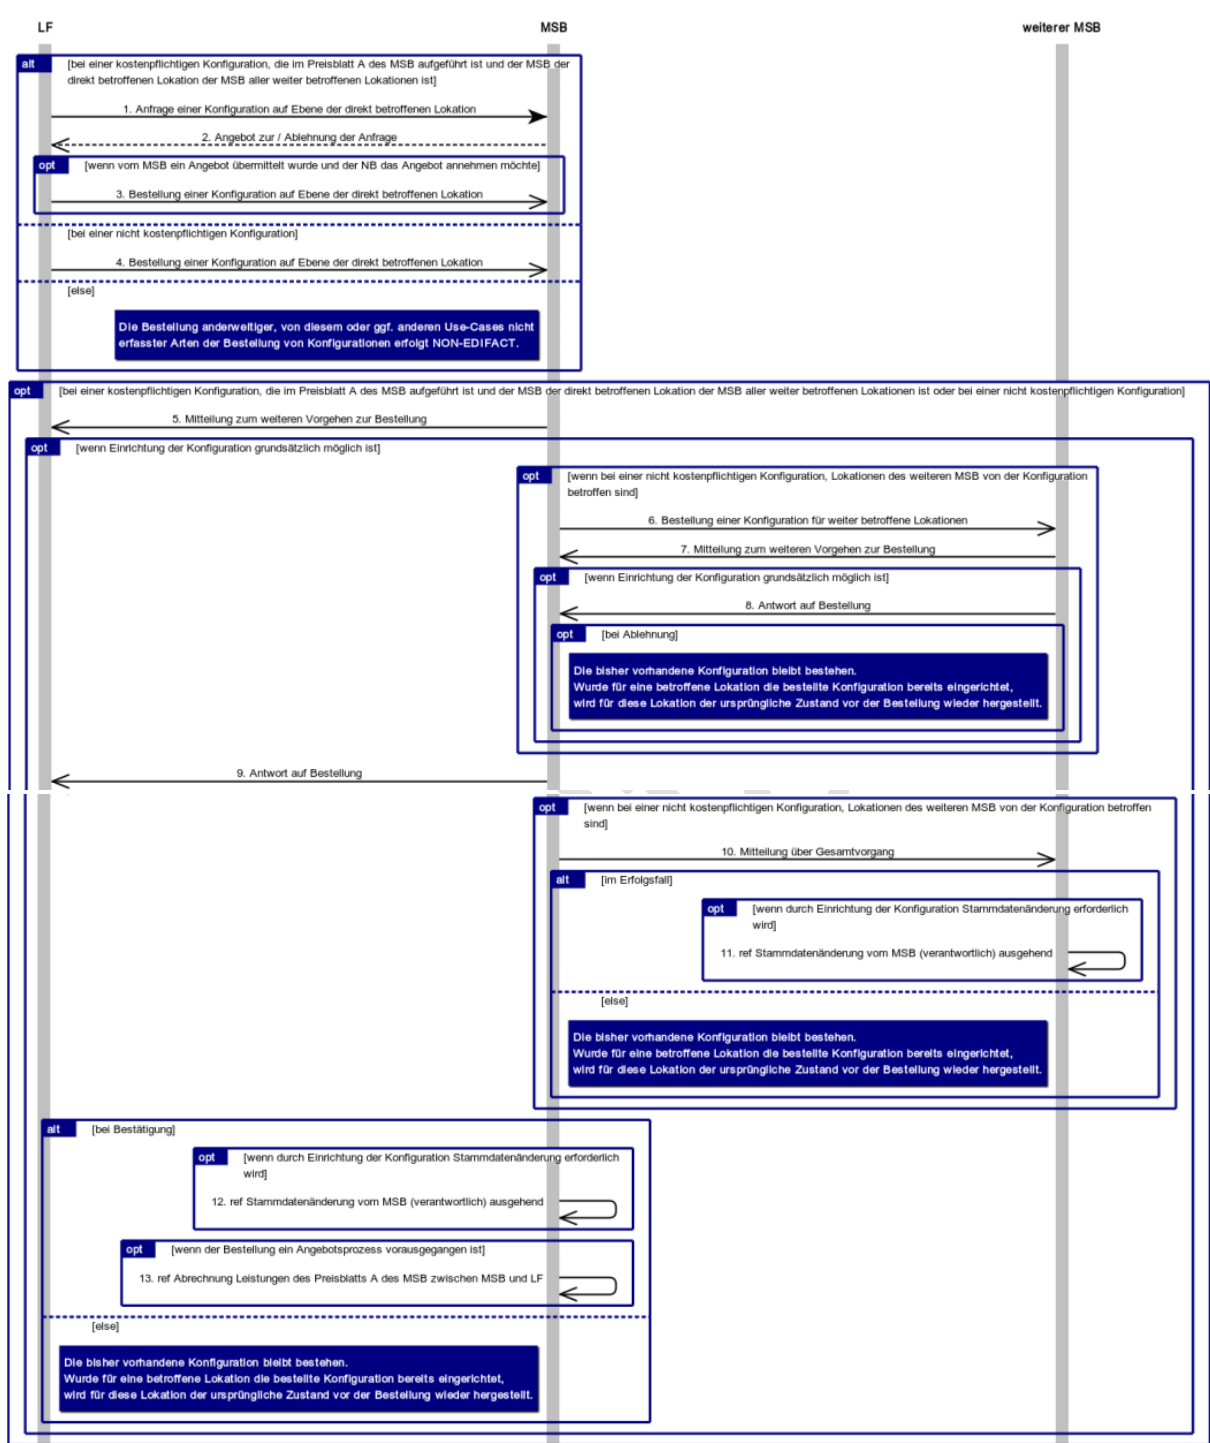 LF
MSB
weiterer MSB
alt
[bei einer kostenpflichtigen Konfiguration, die im Preisblatt A des MSB aufgeführt ist und der MSB der
direkt betroffenen Lokation der MSB aller weiter betroffenen Lokationen ist]
1. Anfrage einer Konfiguration auf Ebene der direkt betroffenen Lokation
2. Angebot zur / Ablehnung der Anfrage
opt
[wenn vom MSB ein Angebot übermittelt wurde und der NB das Angebot annehmen möchte]
3. Bestellung einer Konfiguration auf Ebene der direkt betroffenen Lokation
[bei einer nicht kostenpflichtigen Konfiguration]
4. Bestellung einer Konfiguration auf Ebene der direkt betroffenen Lokation
[else]
Die Bestellung anderweitiger, von diesem oder ggf. anderen Use-Cases nicht
erfasster Arten der Bestellung von Konfigurationen erfolgt NON-EDIFACT.
opt
[bei einer kostenpflichtigen Konfiguration, die im Preisblatt A des MSB aufgeführt ist und der MSB der direkt betroffenen Lokation der MSB aller weiter betroffenen Lokationen ist oder bei einer nicht kostenpflichtigen Konfiguration]
5. Mitteilung zum weiteren Vorgehen zur Bestellung
opt
[wenn Einrichtung der Konfiguration grundsätzlich möglich ist]
opt
[wenn bei einer nicht kostenpflichtigen Konfiguration, Lokationen des weiteren MSB von der Konfiguration
betroffen sind]
6. Bestellung einer Konfiguration für weiter betroffene Lokationen
7. Mitteilung zum weiteren Vorgehen zur Bestellung
opt
[wenn Einrichtung der Konfiguration grundsätzlich möglich ist]
8. Antwort auf Bestellung
opt
[bei Ablehnung]
Die bisher vorhandene Konfiguration bleibt bestehen.
Wurde für eine betroffene Lokation die bestellte Konfiguration bereits eingerichtet,
wird für diese Lokation der ursprüngliche Zustand vor der Bestellung wieder hergestellt.
9. Antwort auf Bestellung
opt
[wenn bei einer nicht kostenpflichtigen Konfiguration, Lokationen des weiteren MSB von der Konfiguration betroffen
sind]
10. Mitteilung über Gesamtvorgang
alt
[im Erfolgsfall]
opt
[wenn durch Einrichtung der Konfiguration Stammdatenänderung erforderlich
wird]
11. ref Stammdatenänderung vom MSB (verantwortlich) ausgehend
[else]
Die bisher vorhandene Konfiguration bleibt bestehen.
Wurde für eine betroffene Lokation die bestellte Konfiguration bereits eingerichtet,
wird für diese Lokation der ursprüngliche Zustand vor der Bestellung wieder hergestellt.
alt
[bei Bestätigung]
opt
[wenn durch Einrichtung der Konfiguration Stammdatenänderung erforderlich
wird]
12. ref Stammdatenänderung vom MSB (verantwortlich) ausgehend
opt
[wenn der Bestellung ein Angebotsprozess vorausgegangen ist]
13. ref Abrechnung Leistungen des Preisblatts A des MSB zwischen MSB und LF
[else]
Die bisher vorhandene Konfiguration bleibt bestehen.
Wurde für eine betroffene Lokation die bestellte Konfiguration bereits eingerichtet,
wird für diese Lokation der ursprüngliche Zustand vor der Bestellung wieder hergestellt.